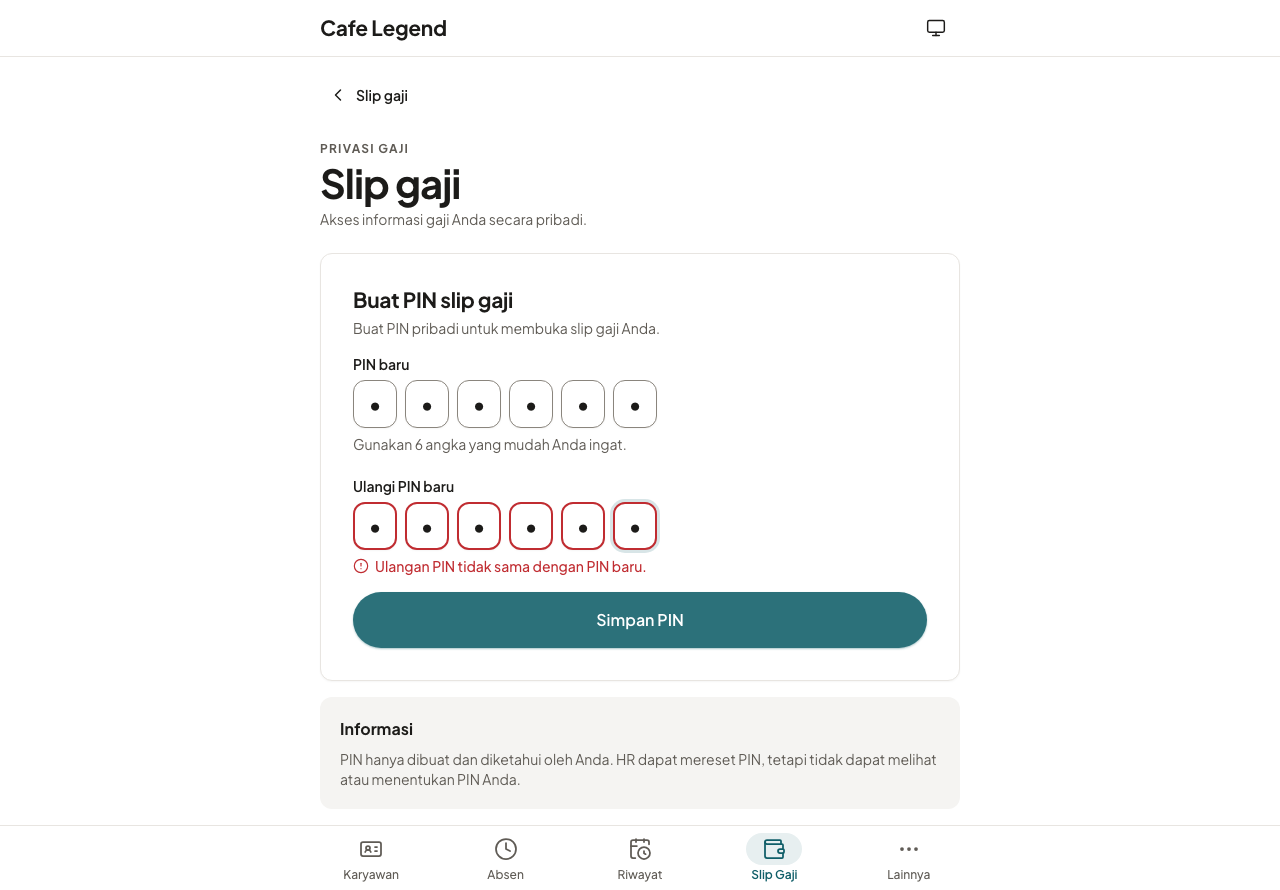 Cafe Legend
Slip gaji
PRIVASI GAJI
Slip gaji
Akses informasi gaji Anda secara pribadi.
Buat PIN slip gaji
Buat PIN pribadi untuk membuka slip gaji Anda.
PIN baru
Gunakan 6 angka yang mudah Anda ingat.
Ulangi PIN baru
Ulangan PIN tidak sama dengan PIN baru.
Simpan PIN
Informasi
PIN hanya dibuat dan diketahui oleh Anda. HR dapat mereset PIN, tetapi tidak dapat melihat
atau menentukan PIN Anda.
Karyawan
Absen
Riwayat
Slip Gaji
Lainnya